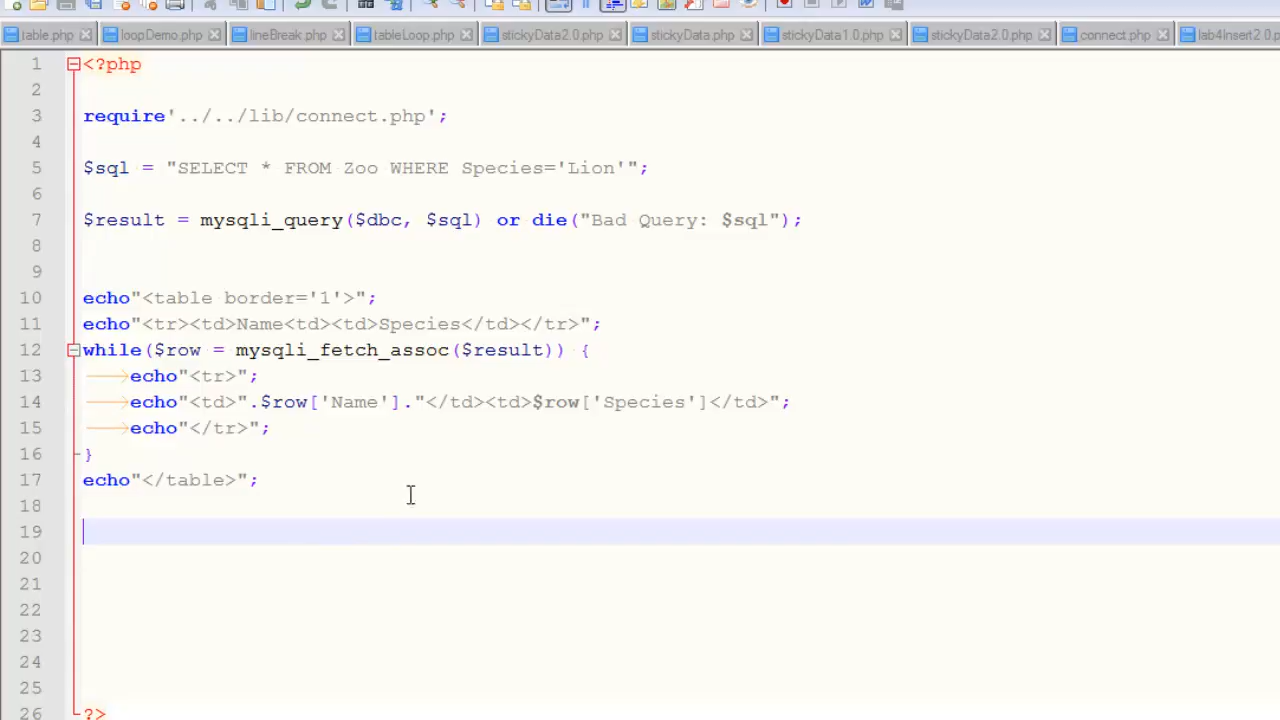 table.php loopDemo.php lineBreak.php tableLoop.php stickyData2.0.php stickyData.php stickyData1.0.php stickyData2.0.php connect.php lab4Insert2.0.p
1 <?php
2
3 require'../../lib/connect.php';
4
5 $sql = "SELECT * FROM Zoo WHERE Species='Lion'";
6
7 $result = mysqli_query($dbc, $sql) or die("Bad Query: $sql");
8
9
10 echo"<table border='1'>";
11 echo"<tr><td>Name<td><td>Species</td></tr>";
12 while($row = mysqli_fetch_assoc($result)) {
13 echo"<tr>";
14 echo"<td>".$row['Name']."</td><td>$row['Species']</td>";
15 echo"</tr>";
16 }
17 echo"</table>";
18
19
20
21
22
23
24
25
26 ?>